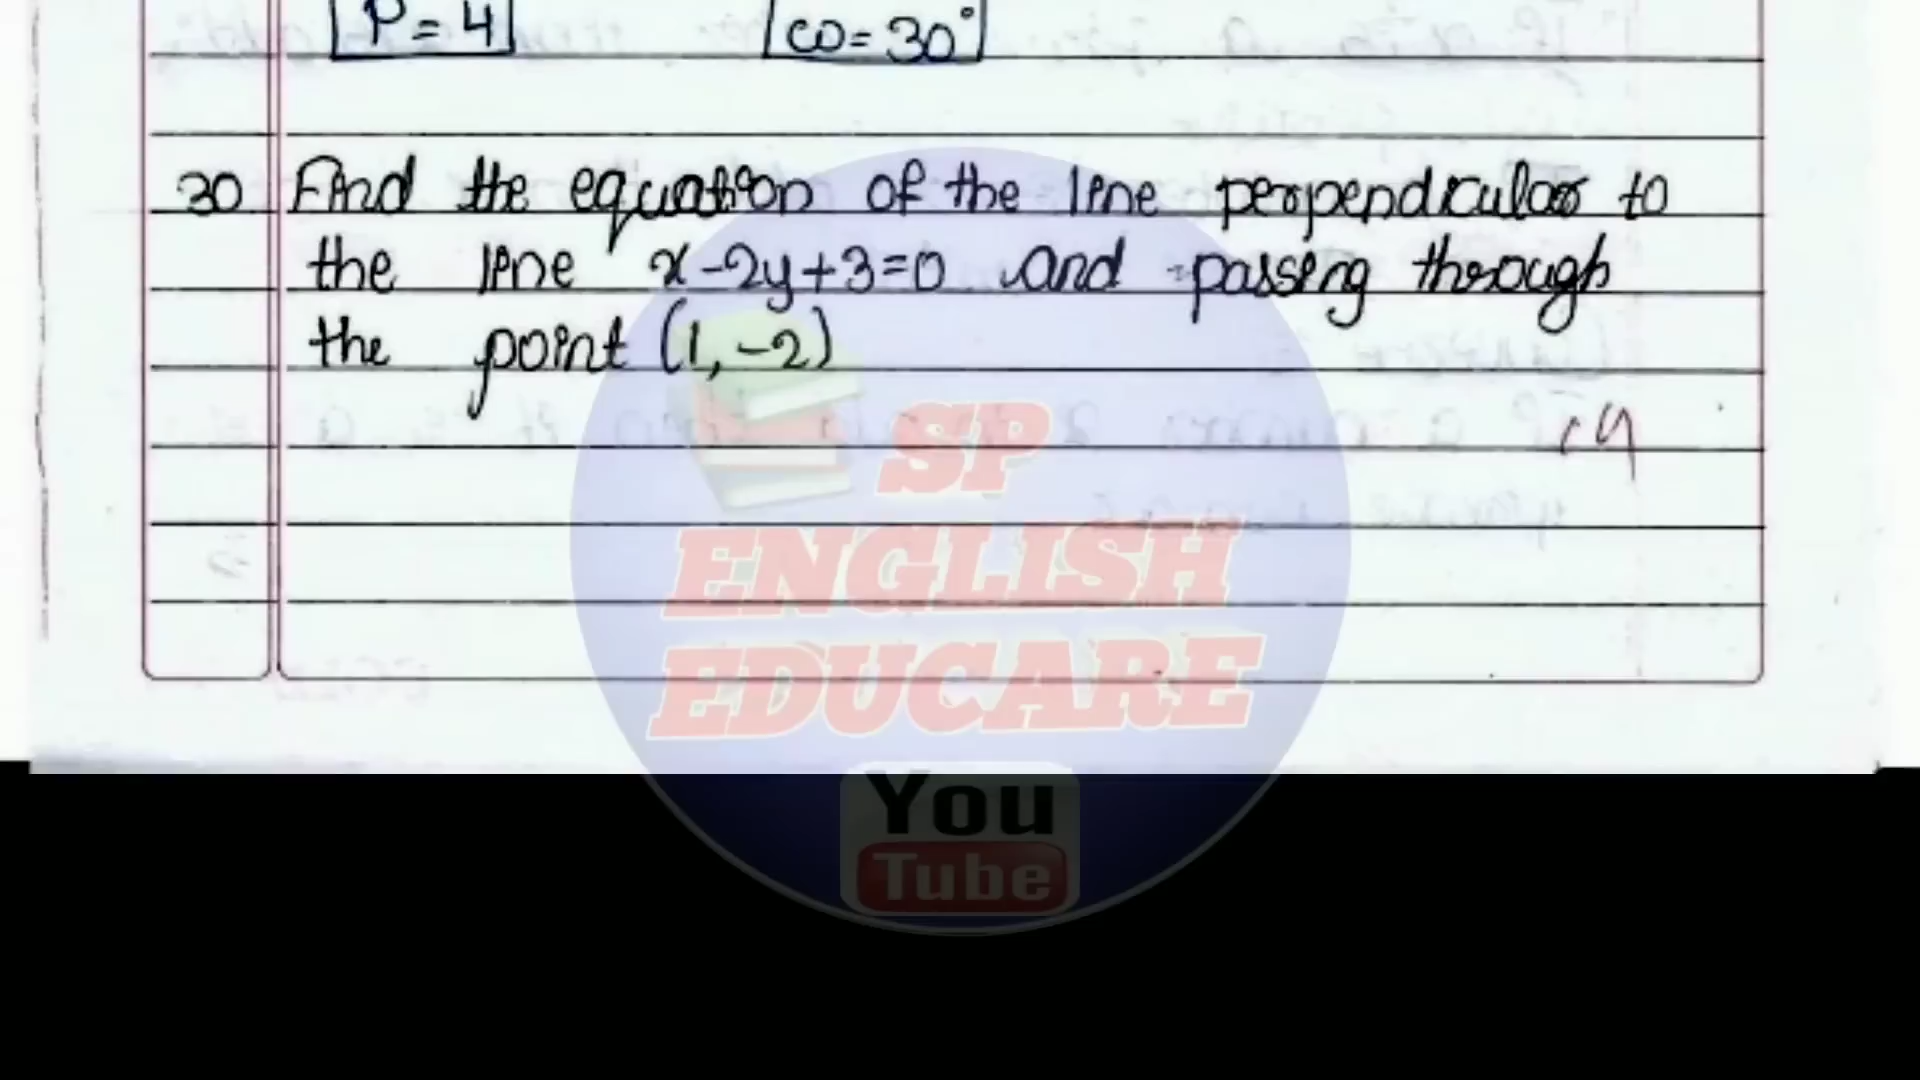 P = 4
ω = 30°
30 Find the equation of the line perpendicular to
the line x-2y+3=0 and passing through
the point (1, -2)
SP
ENGLISH
EDUCARE
You
Tube